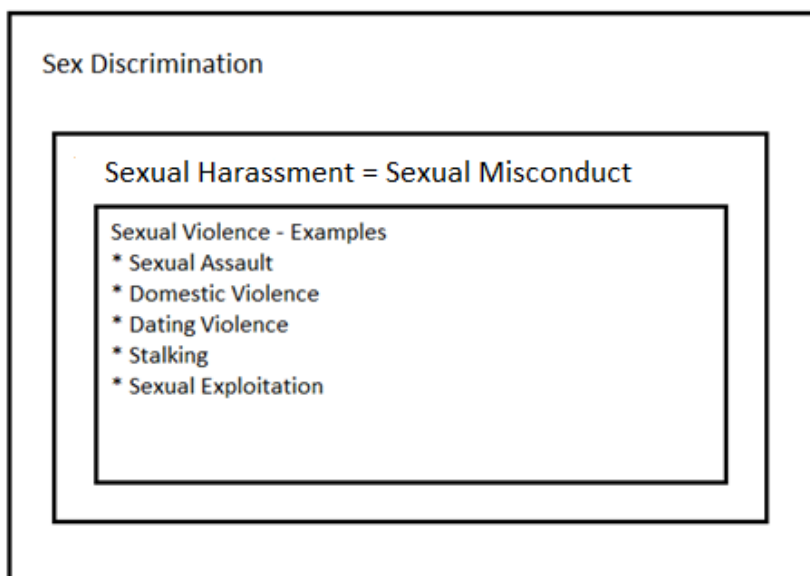 Sex Discrimination
Sexual Harassment = Sexual Misconduct
Sexual Violence - Examples
* Sexual Assault
* Domestic Violence
* Dating Violence
* Stalking
* Sexual Exploitation